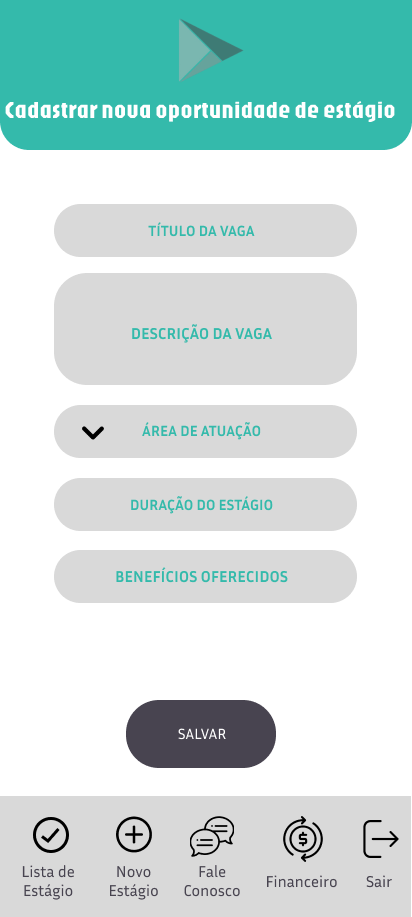 Cadastrar nova oportunidade de estágio
TÍTULO DA VAGA
DESCRIÇÃO DA VAGA
ÁREA DE ATUAÇÃO
DURAÇÃO DO ESTÁGIO
BENEFÍCIOS OFERECIDOS
SALVAR
Lista de
Estágio
Novo
Estágio
Fale
Conosco
Financeiro
Sair